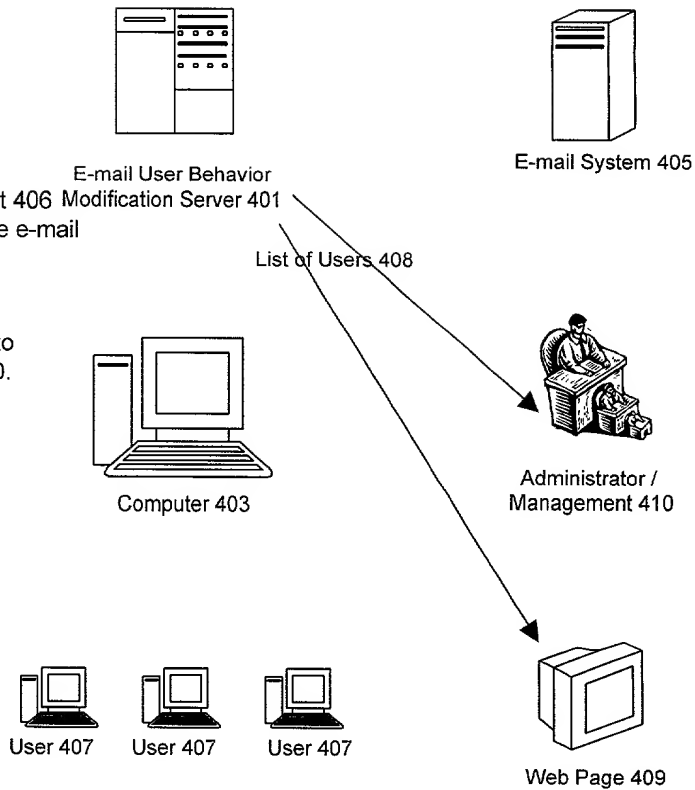 E-mail User Behavior
Modification Server 401
t 406
e e-mail
E-mail System 405
List of Users 408
to
0.
Computer 403
Administrator /
Management 410
User 407
User 407
User 407
Web Page 409